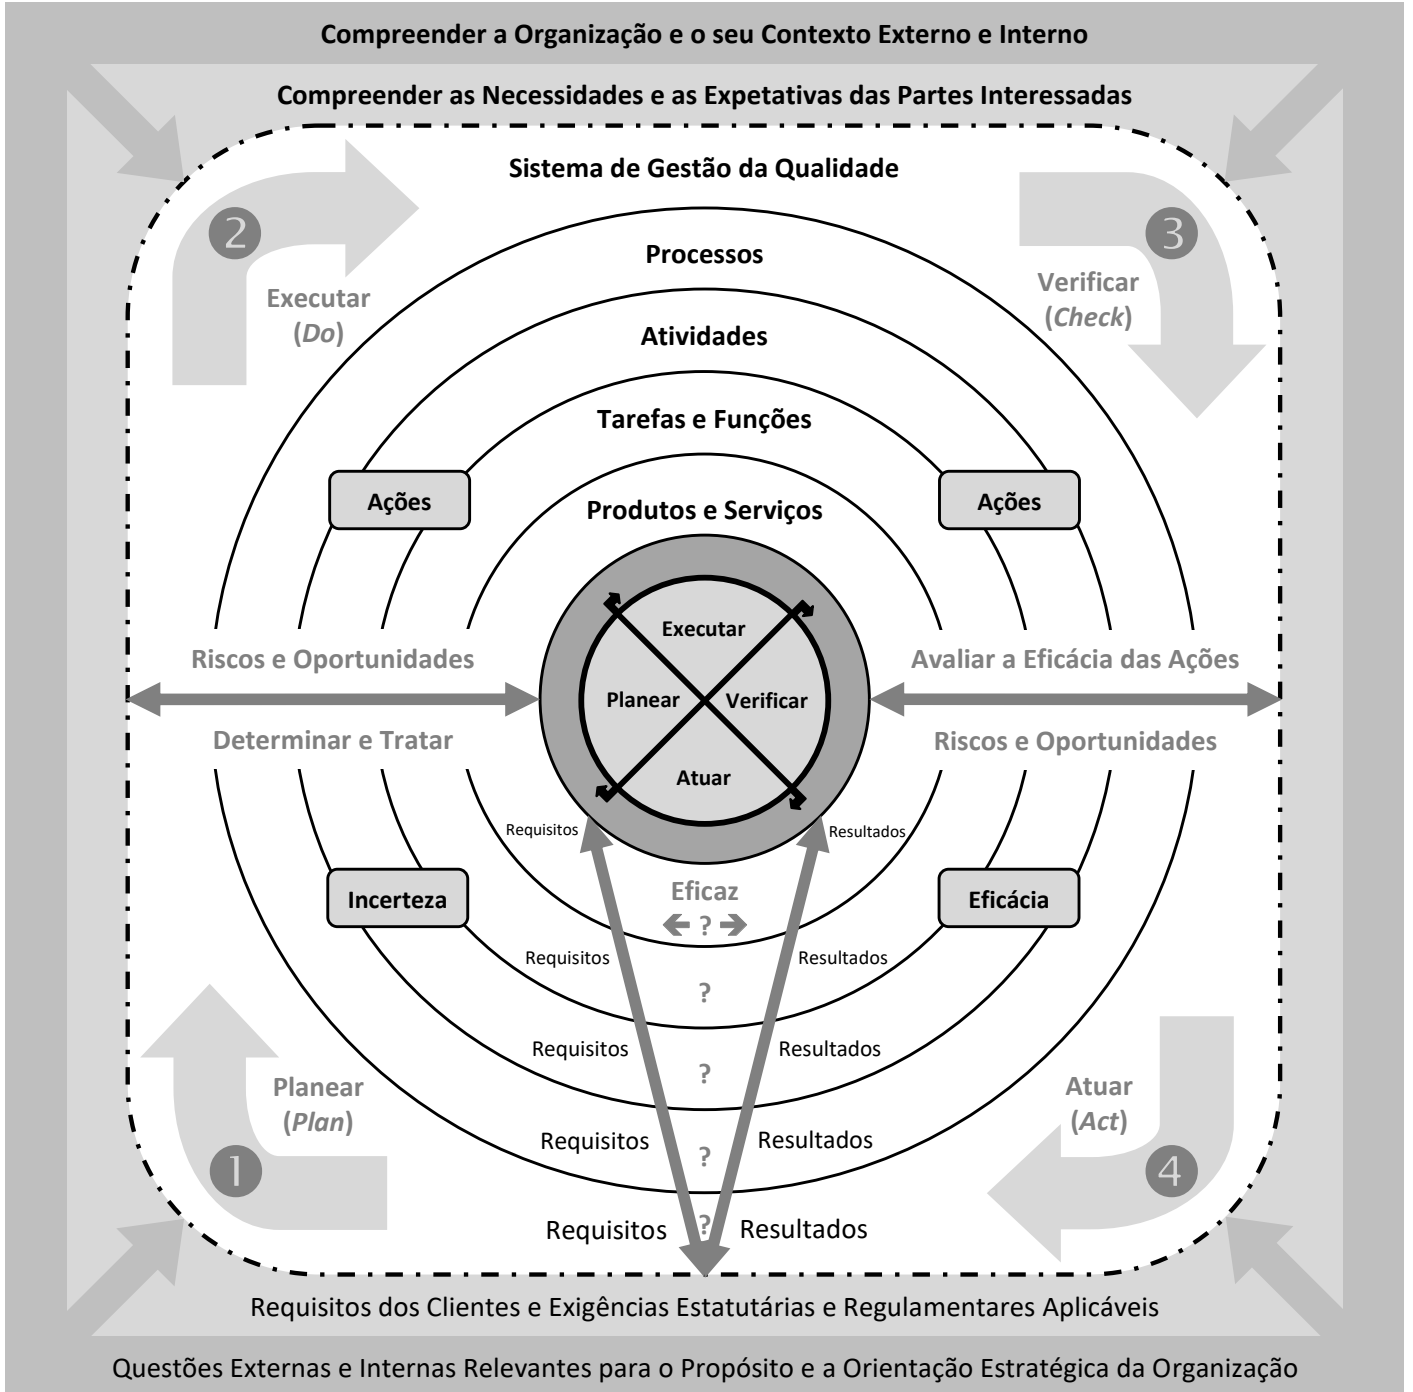 Compreender a Organização e o seu Contexto Externo e Interno
Compreender as Necessidades e as Expetativas das Partes Interessadas
Sistema de Gestão da Qualidade
2
3
Processos
Executar
(Do)
Verificar
(Check)
Atividades
Tarefas e Funções
Ações
Ações
Produtos e Serviços
Executar
Planear
Verificar
Atuar
Riscos e Oportunidades
Determinar e Tratar
Avaliar a Eficácia das Ações
Riscos e Oportunidades
Requisitos
Resultados
Eficaz
?
Incerteza
Eficácia
Requisitos
Resultados
?
Requisitos
Resultados
?
Planear
(Plan)
Atuar
(Act)
Requisitos
Resultados
?
1
4
Requisitos
?
Resultados
Requisitos dos Clientes e Exigências Estatutárias e Regulamentares Aplicáveis
Questões Externas e Internas Relevantes para o Propósito e a Orientação Estratégica da Organização